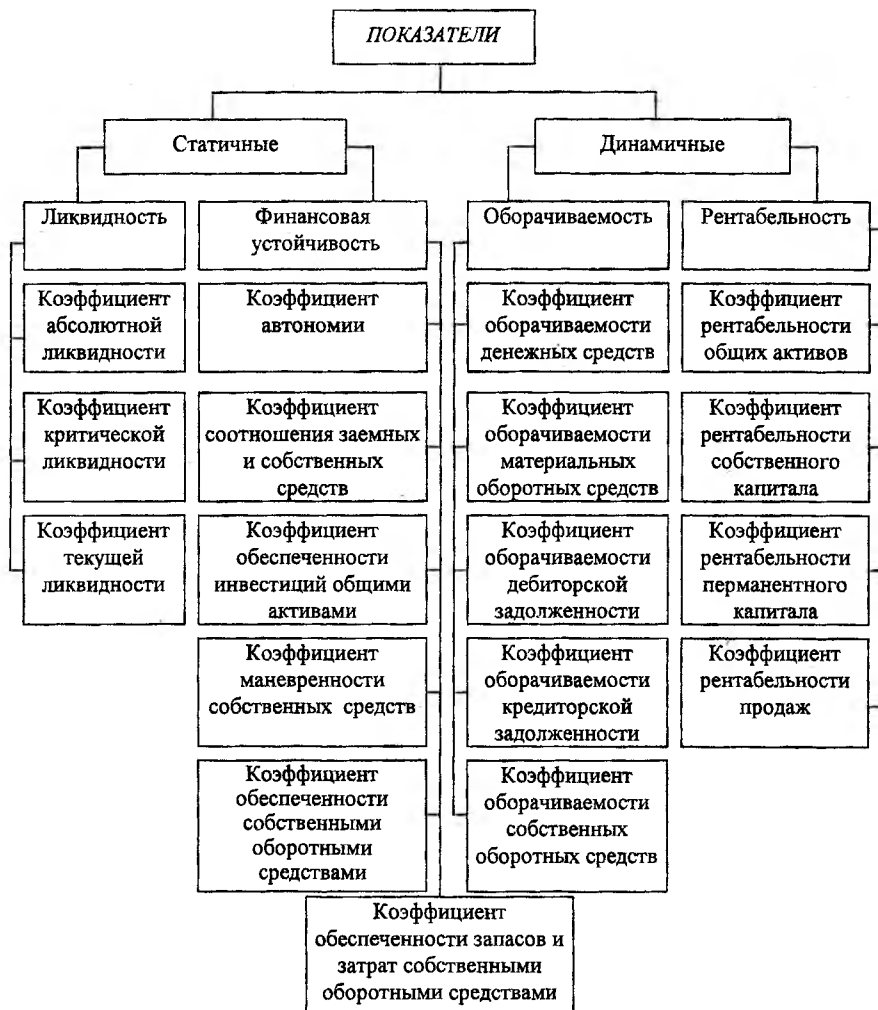 ПОКАЗАТЕЛИ
Статичные
Динамичные
Ликвидность
Финансовая
устойчивость
Оборачиваемость
Рентабельность
Коэффициент
абсолютной
ликвидности
Коэффициент
автономии
Коэффициент
оборачиваемости
денежных средств
Коэффициент
рентабельности
общих активов
Коэффициент
критической
ликвидности
Коэффициент
соотношения заемных
и собственных
средств
Коэффициент
оборачиваемости
материальных
оборотных средств
Коэффициент
рентабельности
собственного
капитала
Коэффициент
текущей
ликвидности
Коэффициент
обеспеченности
инвестиций общими
активами
Коэффициент
оборачиваемости
дебиторской
задолженности
Коэффициент
рентабельности
перманентного
капитала
Коэффициент
маневренности
собственных средств
Коэффициент
оборачиваемости
кредиторской
задолженности
Коэффициент
рентабельности
продаж
Коэффициент
обеспеченности
собственными
оборотными
средствами
Коэффициент
оборачиваемости
собственных
оборотных средств
Коэффициент
обеспеченности запасов и
затрат собственными
оборотными средствами